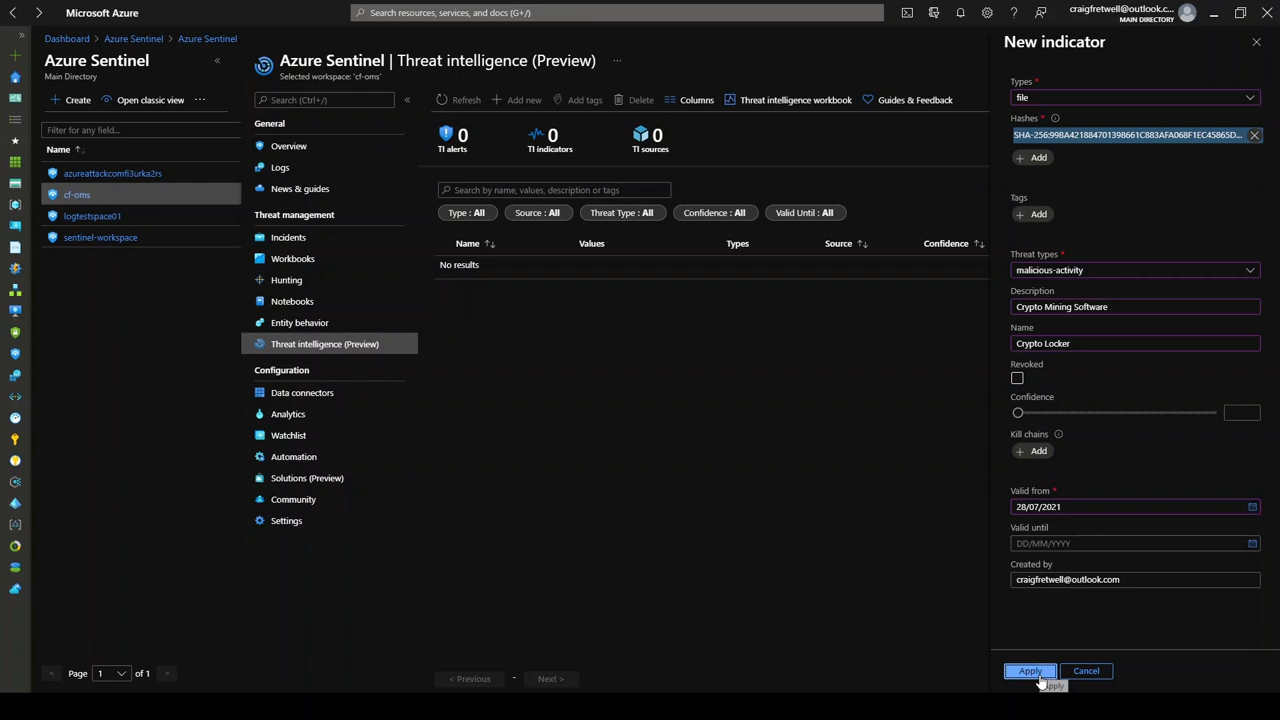 Microsoft Azure
Search resources, services, and docs (G+/)
craigfretwell@outlook.com
MAIN DIRECTORY
Dashboard > Azure Sentinel > Azure Sentinel
Azure Sentinel
Main Directory
Create
Open classic view
Filter for any field...
Name
azureattackcomfi3urka2rs
cf-oms
logtestspace01
sentinel-workspace
Page 1 of 1
Azure Sentinel | Threat intelligence (Preview)
Selected workspace: 'cf-oms'
Search (Ctrl+/)
General
Overview
Logs
News & guides
Threat management
Incidents
Workbooks
Hunting
Notebooks
Entity behavior
Threat intelligence (Preview)
Configuration
Data connectors
Analytics
Watchlist
Automation
Solutions (Preview)
Community
Settings
Refresh
Add new
Add tags
Delete
Columns
Threat intelligence workbook
Guides & Feedback
0
TI alerts
0
TI indicators
0
TI sources
Search by name, values, description or tags
Type : All
Source : All
Threat Type : All
Confidence : All
Valid Until : All
Name Values Types Source Confidence
No results
< Previous - Next >
New indicator
Types *
file
Hashes *
SHA-256:99BA421884701398661C883AFA068F1EC45865D...
Add
Tags
Add
Threat types *
malicious-activity
Description
Crypto Mining Software
Name
Crypto Locker
Revoked
Confidence
Kill chains
Add
Valid from *
28/07/2021
Valid until
DD/MM/YYYY
Created by
craigfretwell@outlook.com
Apply
Cancel
Apply